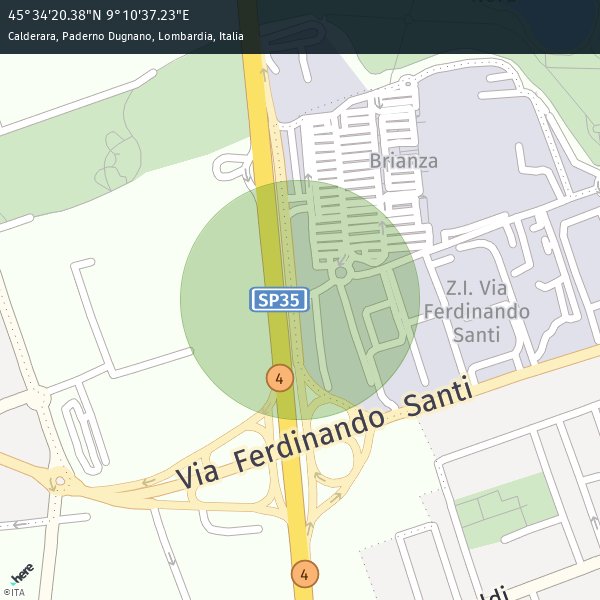 45°34'20.38"N 9°10'37.23"E
Calderara, Paderno Dugnano, Lombardia, Italia
Brianza
Z.I. Via
Ferdinando
Santi
SP35
4
Via Ferdinando Santi
4
here
©ITA